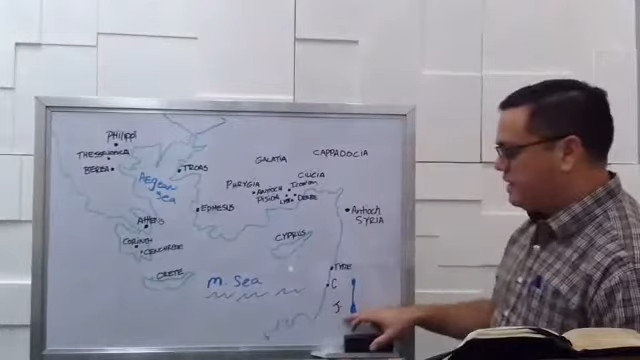 Philippi
THESSALONICA
BEREA
TROAS
Aegean
Sea
GALATIA
CAPPADOCIA
CILICIA
PHRYGIA
ANTIOCH
PISIDIA
Iconium
LYSTRA
DERBE
EPHESUS
ATHENS
CORINTH
CENCHREAE
CRETE
CYPRUS
Antioch
SYRIA
M. Sea
TYRE
C
J.